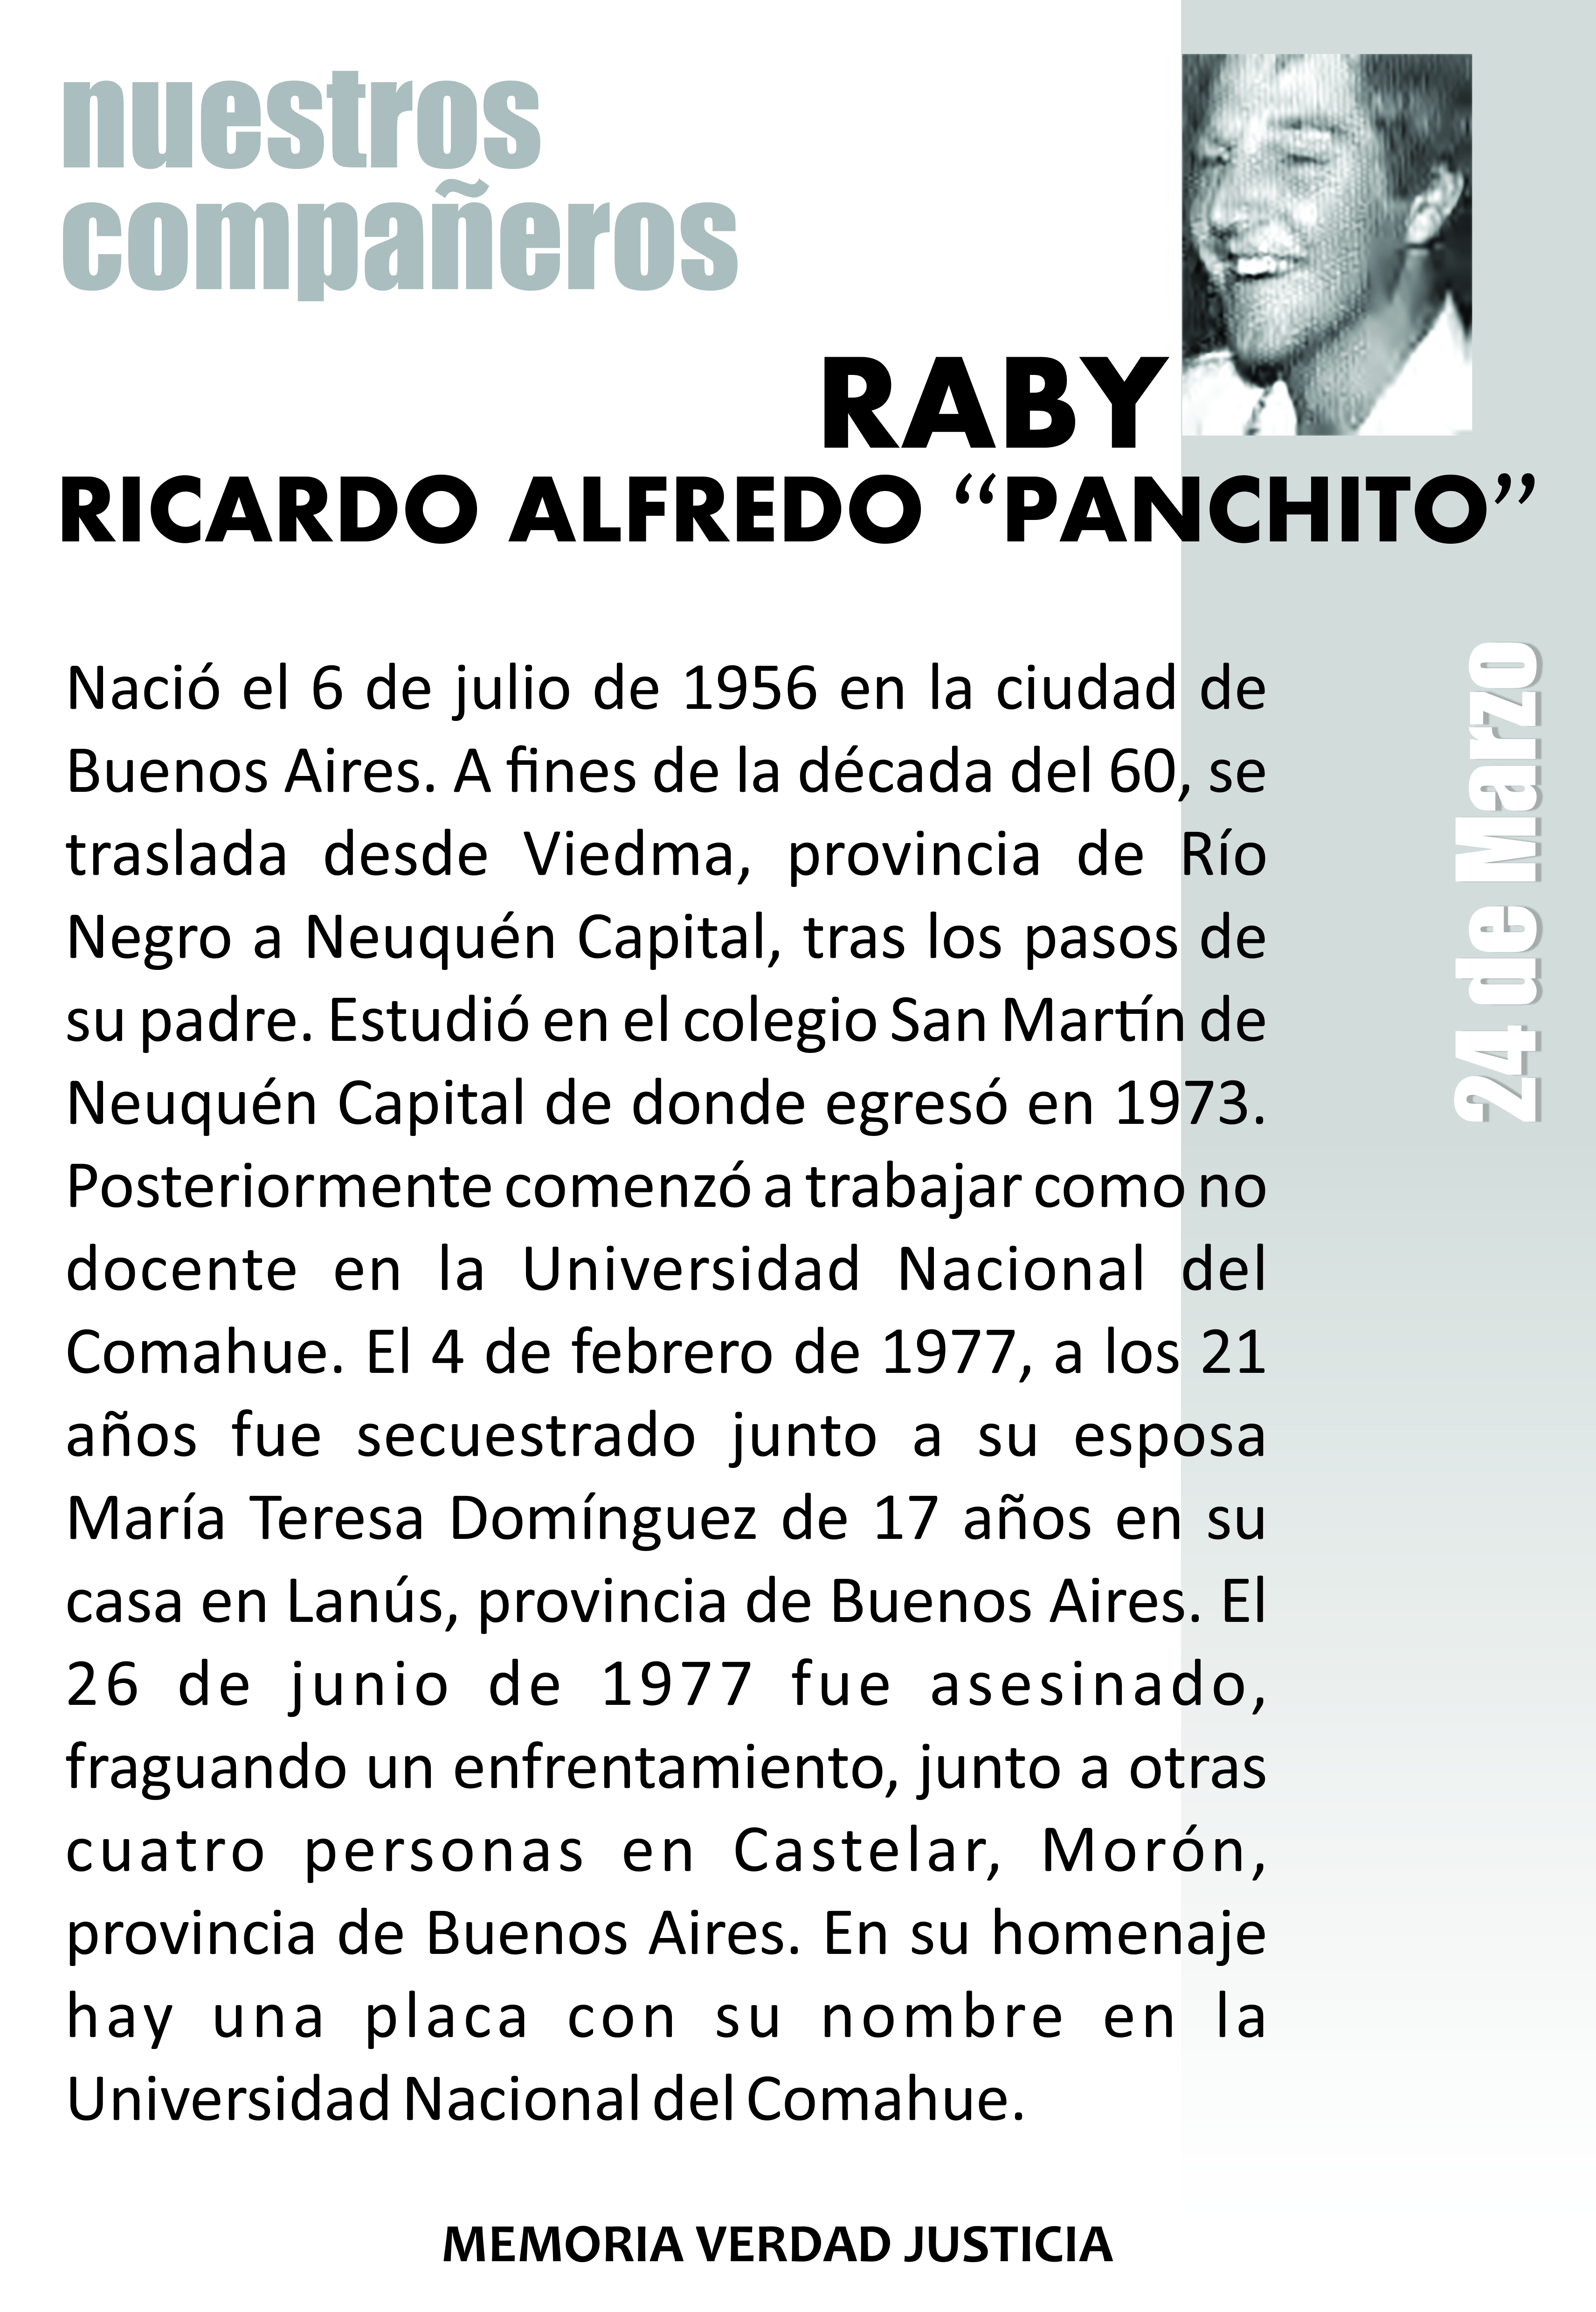 nuestros
compañeros
RABY
RICARDO ALFREDO “PANCHITO”
Nació el 6 de julio de 1956 en la ciudad de
Buenos Aires. A fines de la década del 60, se
traslada desde Viedma, provincia de Río
Negro a Neuquén Capital, tras los pasos de
su padre. Estudió en el colegio San Martín de
Neuquén Capital de donde egresó en 1973.
Posteriormente comenzó a trabajar como no
docente en la Universidad Nacional del
Comahue. El 4 de febrero de 1977, a los 21
años fue secuestrado junto a su esposa
María Teresa Domínguez de 17 años en su
casa en Lanús, provincia de Buenos Aires. El
26 de junio de 1977 fue asesinado,
fraguando un enfrentamiento, junto a otras
cuatro personas en Castelar, Morón,
provincia de Buenos Aires. En su homenaje
hay una placa con su nombre en la
Universidad Nacional del Comahue.
24 de Marzo
MEMORIA VERDAD JUSTICIA